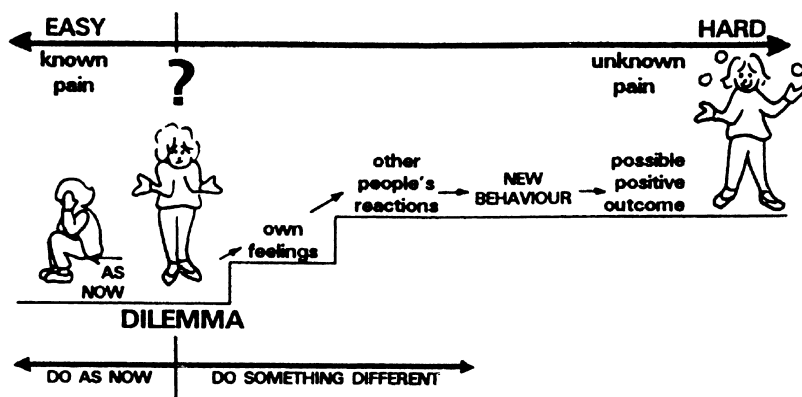 EASY
HARD
known
pain
?
unknown
pain
other
people's
reactions
NEW
BEHAVIOUR
possible
positive
outcome
own
feelings
AS
NOW
DILEMMA
DO AS NOW
DO SOMETHING DIFFERENT